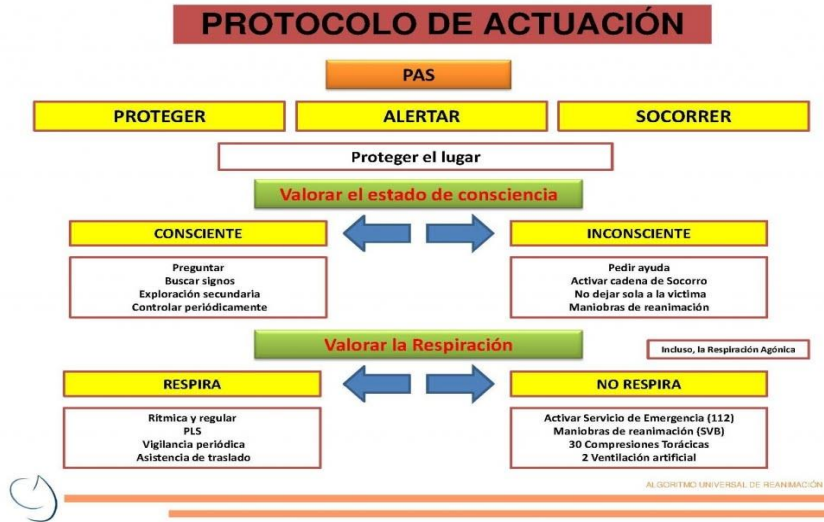 PROTOCOLO DE ACTUACIÓN
PAS
PROTEGER
ALERTAR
SOCORRER
Proteger el lugar
Valorar el estado de consciencia
CONSCIENTE
INCONSCIENTE
Preguntar
Buscar signos
Exploración secundaria
Controlar periódicamente
Pedir ayuda
Activar cadena de Socorro
No dejar sola a la victima
Maniobras de reanimación
Valorar la Respiración
Incluso, la Respiración Agónica
RESPIRA
NO RESPIRA
Ritmica y regular
PLS
Vigilancia periódica
Asistencia de traslado
Activar Servicio de Emergencia (112)
Maniobras de reanimación (SVB)
30 Compresiones Torácicas
2 Ventilación artificial
ALGORITMO UNIVERSAL DE REANIMACIÓN